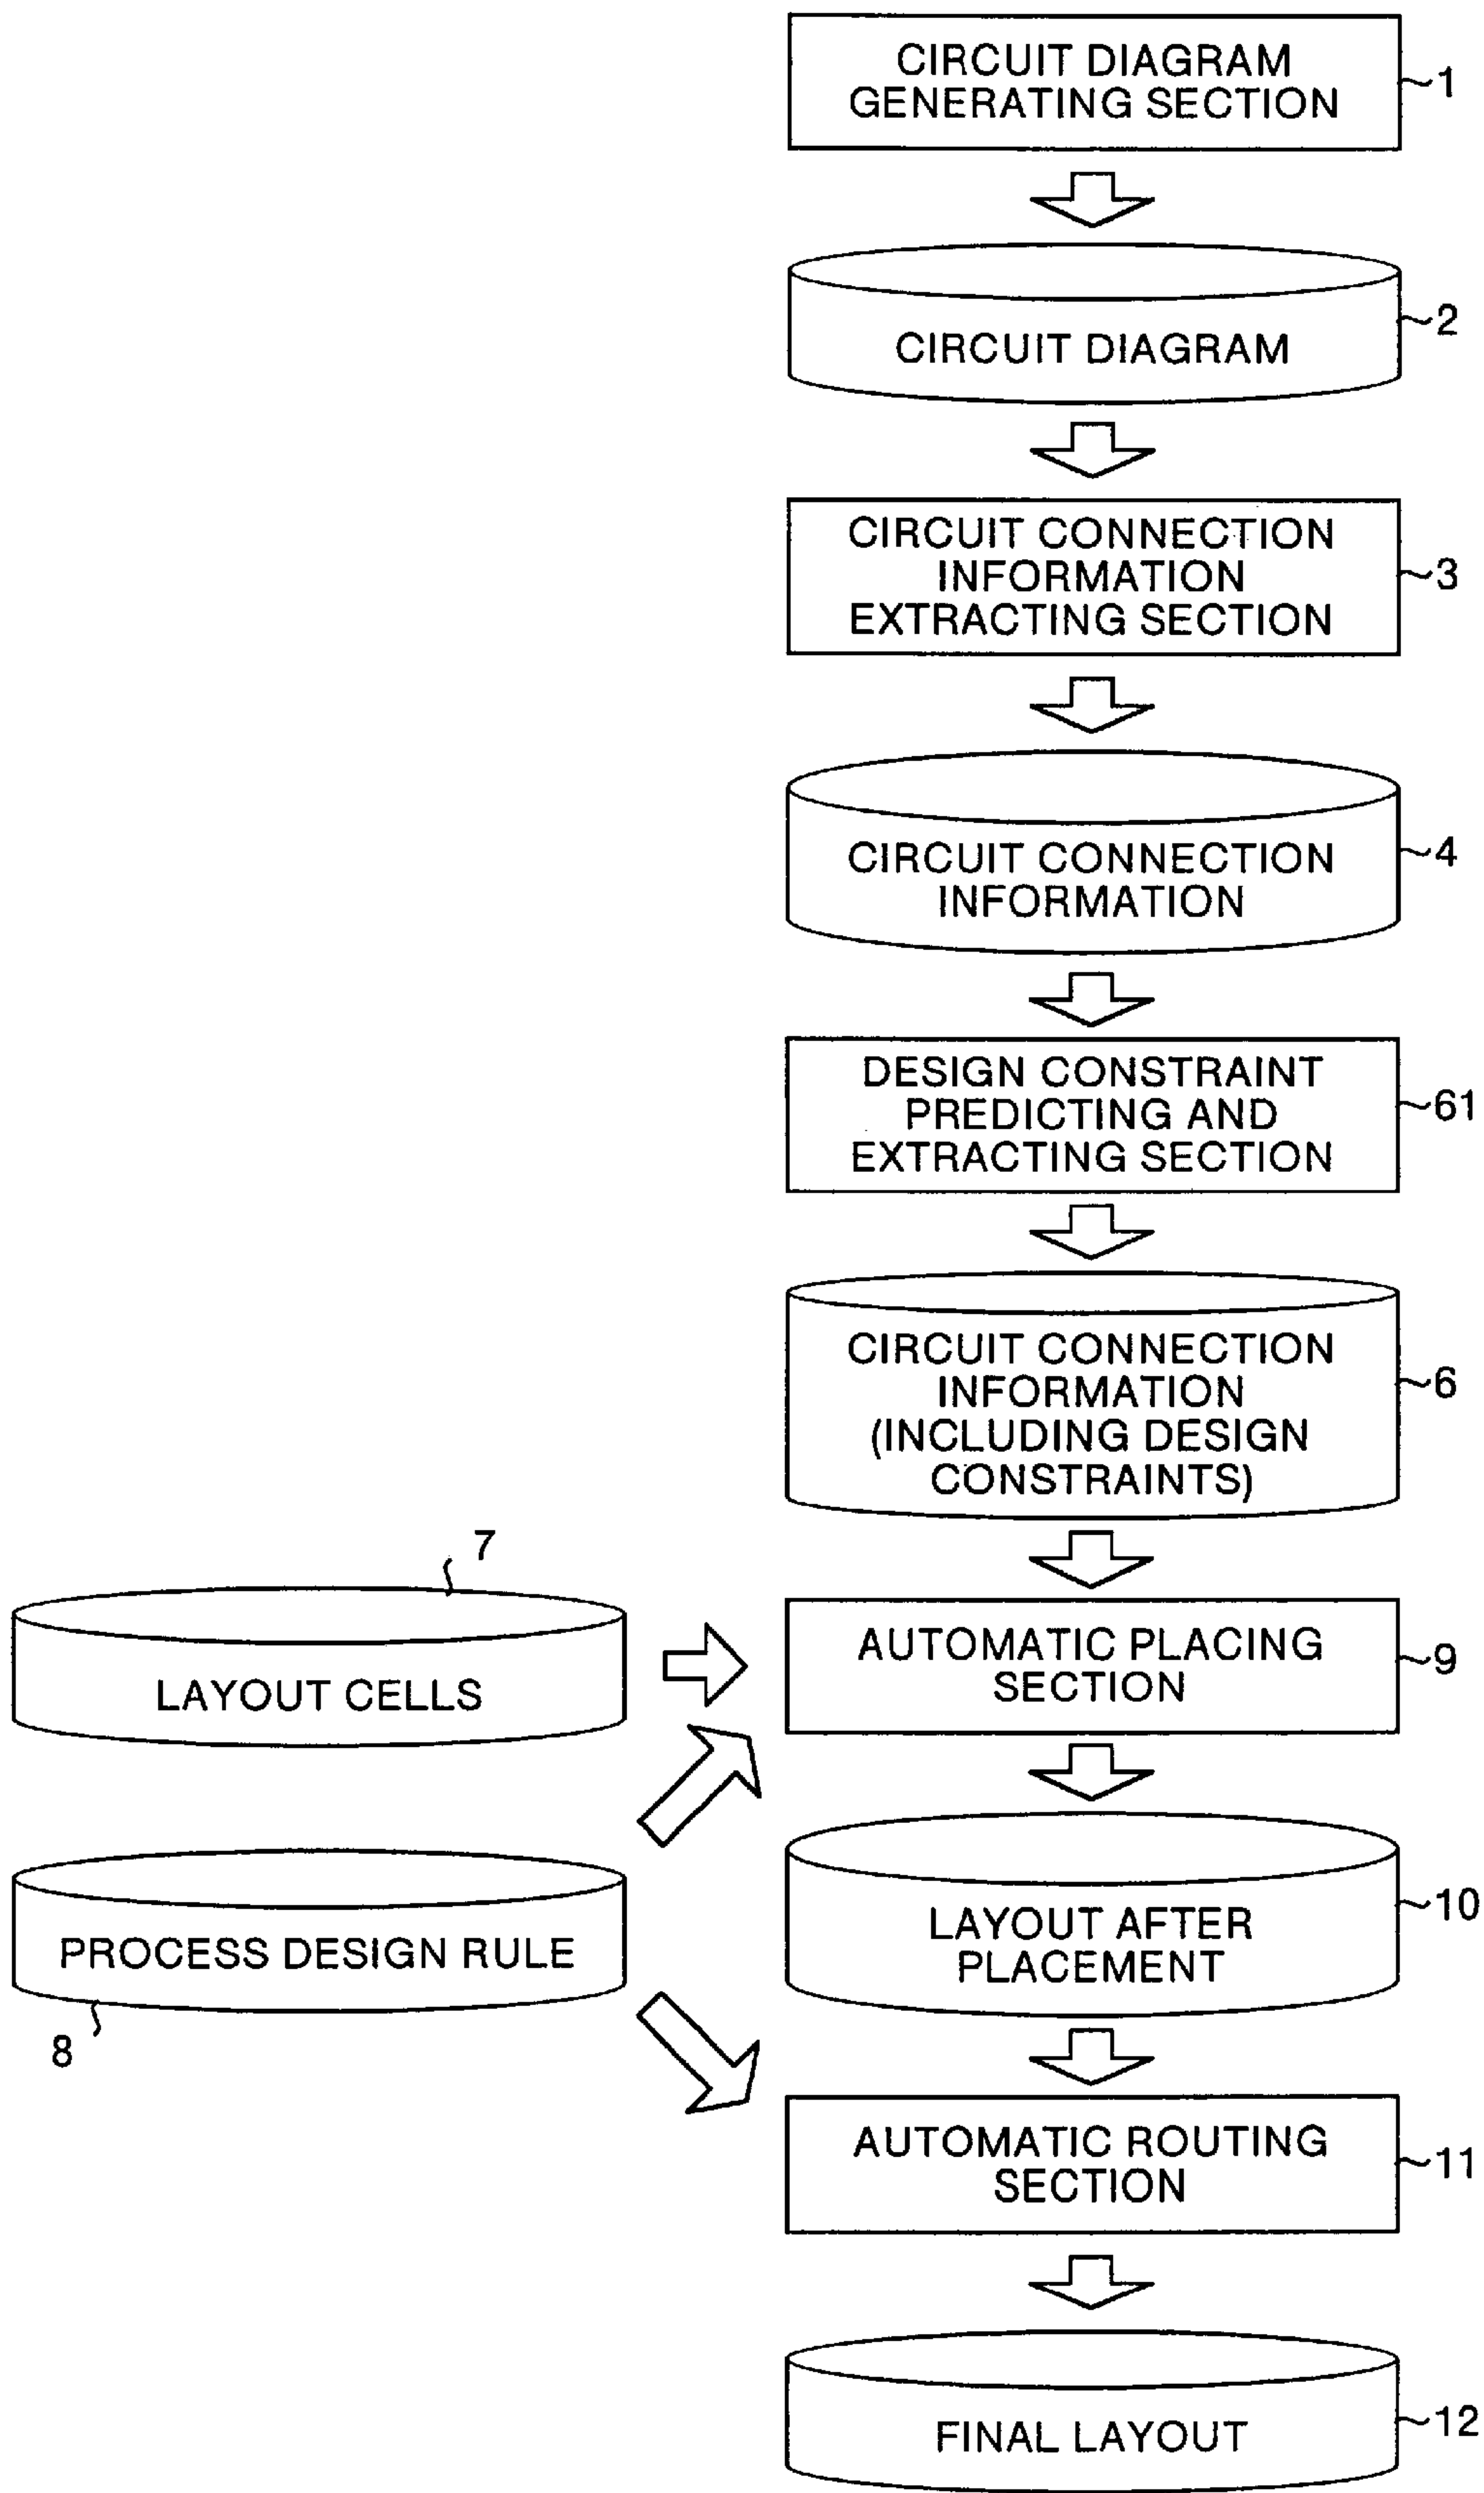 CIRCUIT DIAGRAM
GENERATING SECTION
1
CIRCUIT DIAGRAM
2
CIRCUIT CONNECTION
INFORMATION
EXTRACTING SECTION
3
CIRCUIT CONNECTION
INFORMATION
4
DESIGN CONSTRAINT
PREDICTING AND
EXTRACTING SECTION
61
CIRCUIT CONNECTION
INFORMATION
(INCLUDING DESIGN
CONSTRAINTS)
6
7
LAYOUT CELLS
AUTOMATIC PLACING
SECTION
9
PROCESS DESIGN RULE
8
LAYOUT AFTER
PLACEMENT
10
AUTOMATIC ROUTING
SECTION
11
FINAL LAYOUT
12